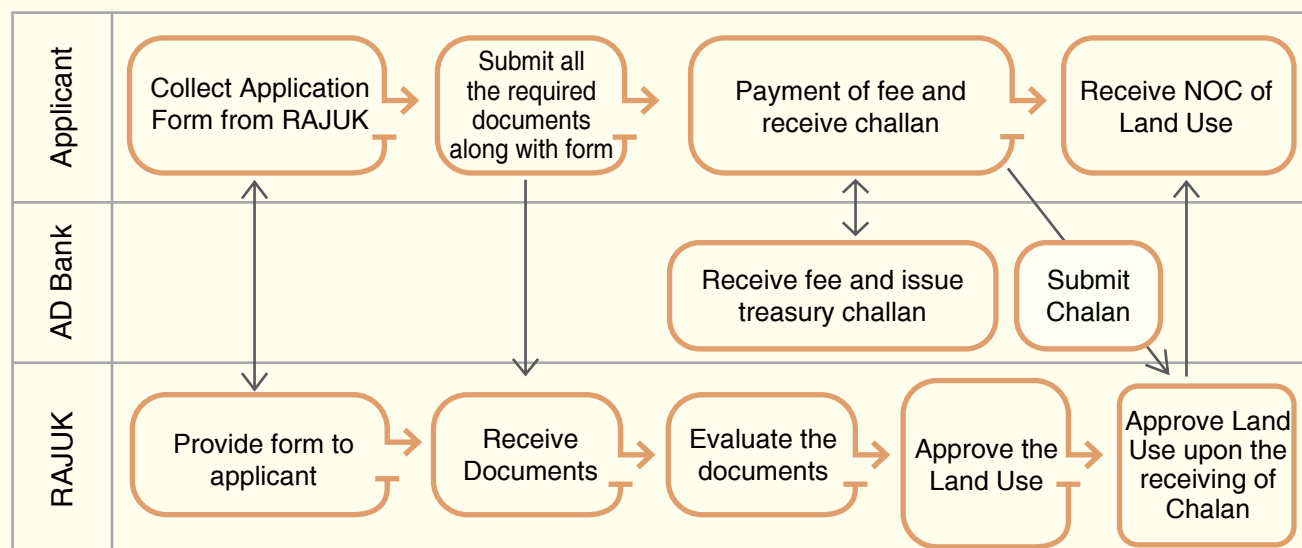 Applicant
Collect Application
Form from RAJUK
Submit all
the required
documents
along with form
Payment of fee and
receive challan
Receive NOC of
Land Use
AD Bank
Receive fee and issue
treasury challan
Submit
Chalan
RAJUK
Provide form to
applicant
Receive
Documents
Evaluate the
documents
Approve the
Land Use
Approve Land
Use upon the
receiving of
Chalan